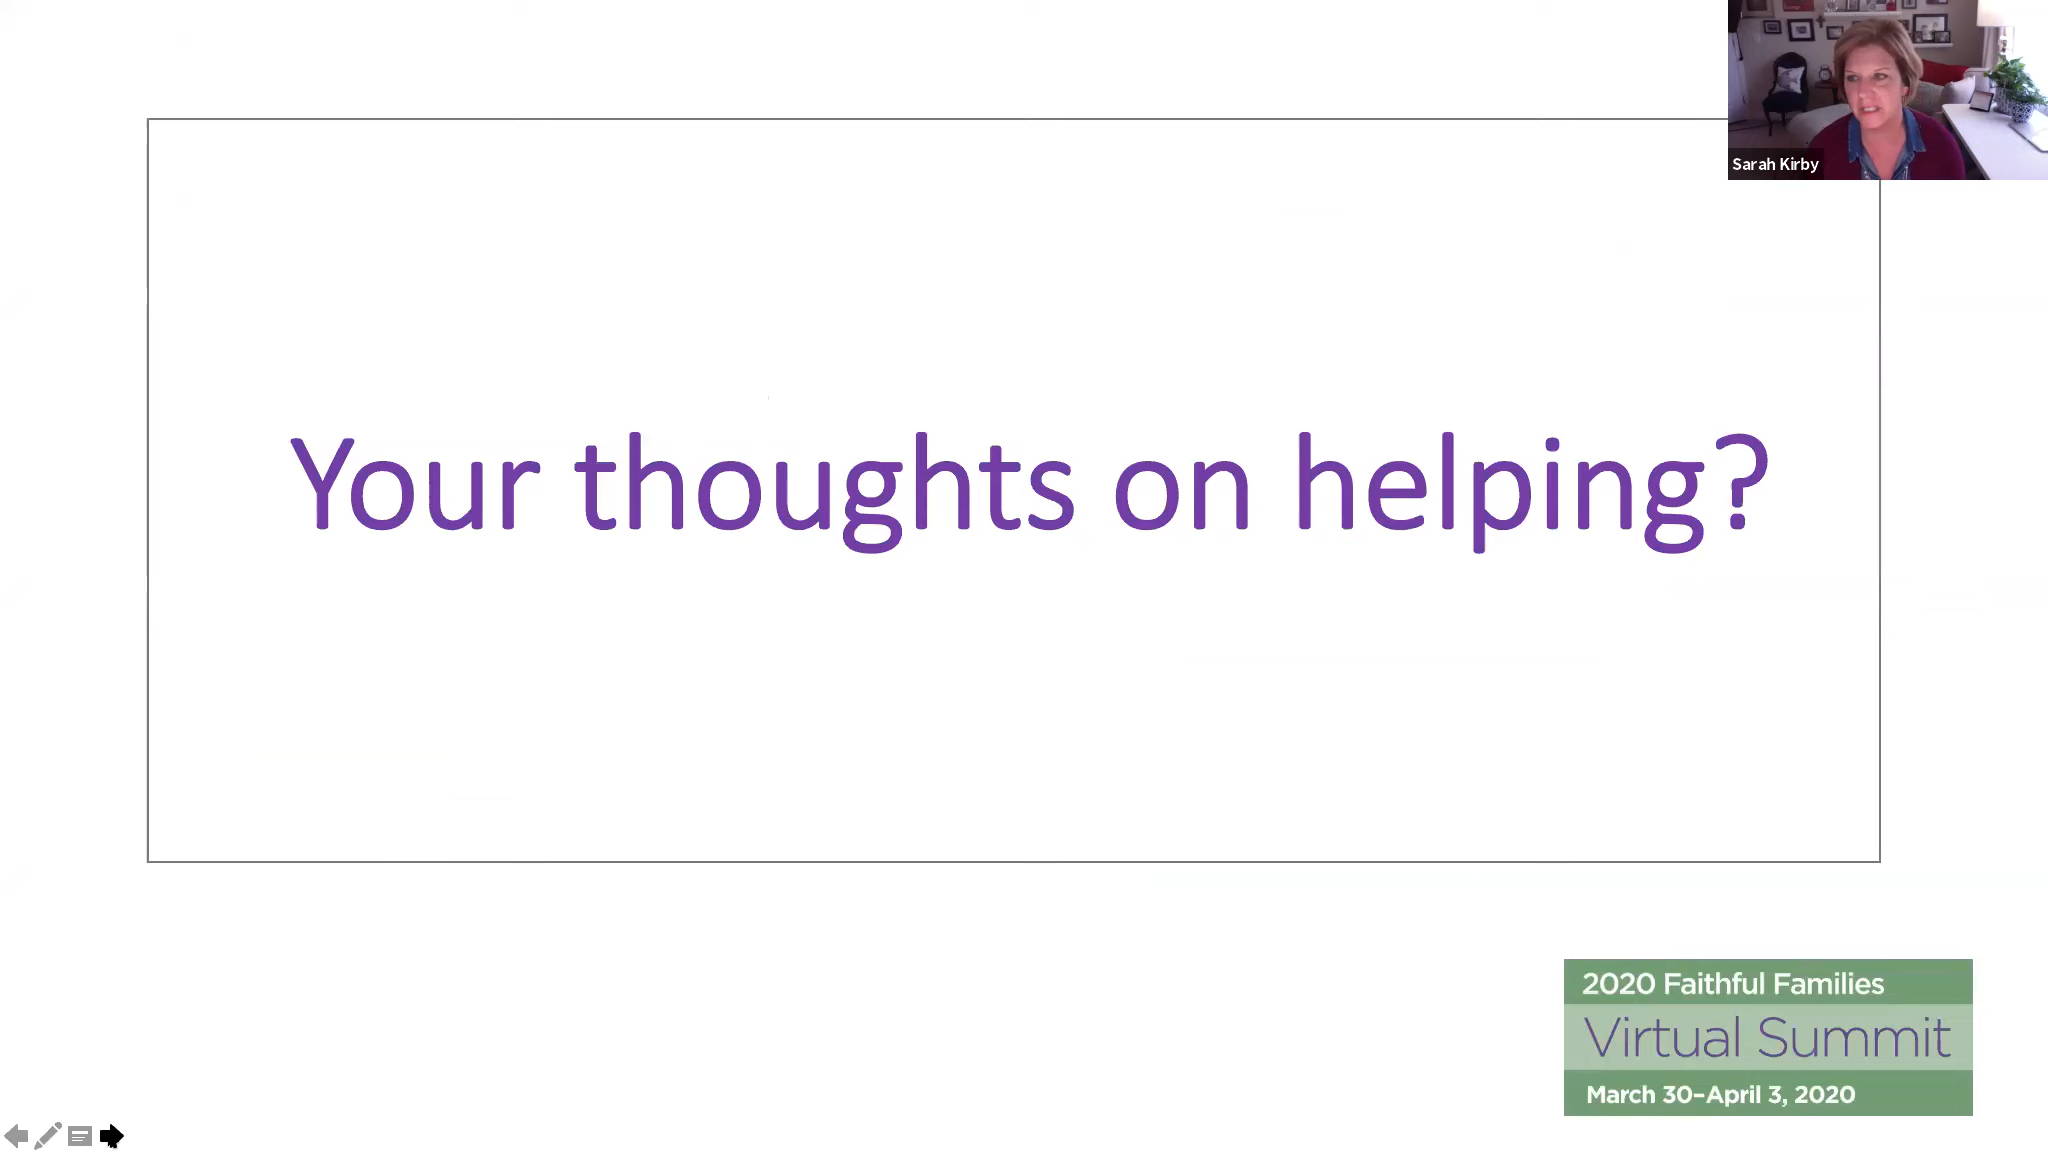 Sarah Kirby
Your thoughts on helping?
2020 Faithful Families
Virtual Summit
March 30–April 3, 2020